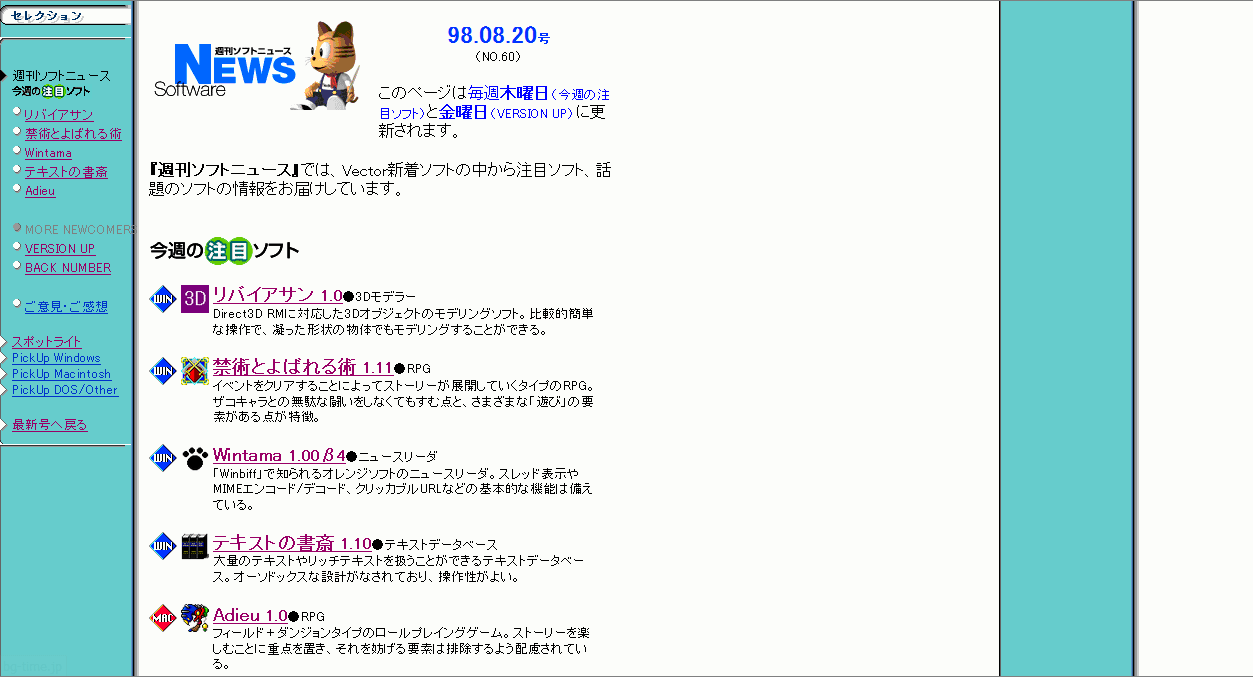 セレクション
週刊ソフトニュース
今週の注目ソフト
リバイアサン
禁術とよばれる術
Wintama
テキストの書斎
Adieu
MORE NEWCOMERS
VERSION UP
BACK NUMBER
ご意見・ご感想
スポットライト
PickUp Windows
PickUp Macintosh
PickUp DOS/Other
最新号へ戻る
週刊ソフトニュース
NEWS
Software
98.08.20号
（NO.60）
このページは毎週木曜日（今週の注
目ソフト）と金曜日（VERSION UP）に更
新されます。
『週刊ソフトニュース』では、Vector新着ソフトの中から注目ソフト、話
題のソフトの情報をお届けしています。
今週の注目ソフト
WIN 3D リバイアサン 1.0●3Dモデラー
Direct3D RMに対応した3Dオブジェクトのモデリングソフト。比較的簡単
な操作で、凝った形状の物体でもモデリングすることができる。
WIN 禁術とよばれる術 1.11●RPG
イベントをクリアすることによってストーリーが展開していくタイプのRPG。
ザコキャラとの無駄な闘いをしなくてもすむ点と、さまざまな「遊び」の要
素がある点が特徴。
WIN Wintama 1.00β4●ニュースリーダ
「Winbiff」で知られるオレンジソフトのニュースリーダ。スレッド表示や
MIMEエンコード/デコード、クリッカブルURLなどの基本的な機能は備え
ている。
WIN テキストの書斎 1.10●テキストデータベース
大量のテキストやリッチテキストを扱うことができるテキストデータベー
ス。オーソドックスな設計がなされており、操作性がよい。
MAC Adieu 1.0●RPG
フィールド＋ダンジョンタイプのロールプレイングゲーム。ストーリーを楽
しむことに重点を置き、それを妨げる要素は排除するよう配慮されてい
る。